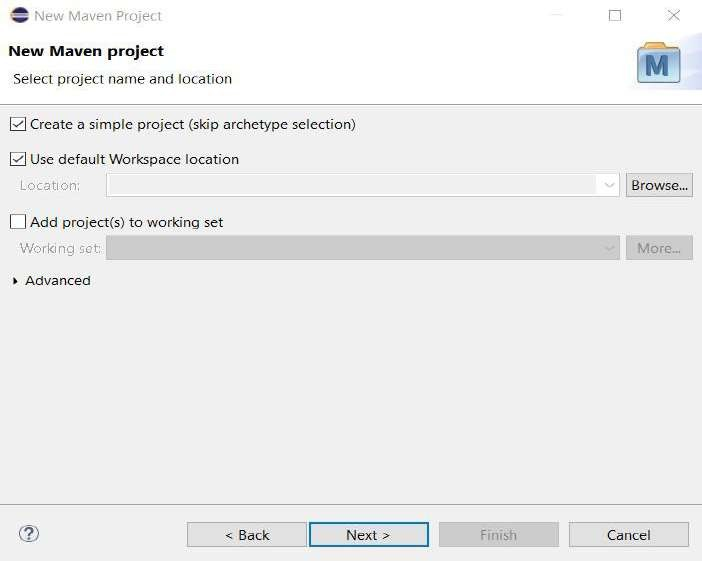 New Maven Project
New Maven project
Select project name and location
M
Create a simple project (skip archetype selection)
Use default Workspace location
Location:
Browse...
Add project(s) to working set
Working set:
More...
Advanced
?
< Back
Next >
Finish
Cancel